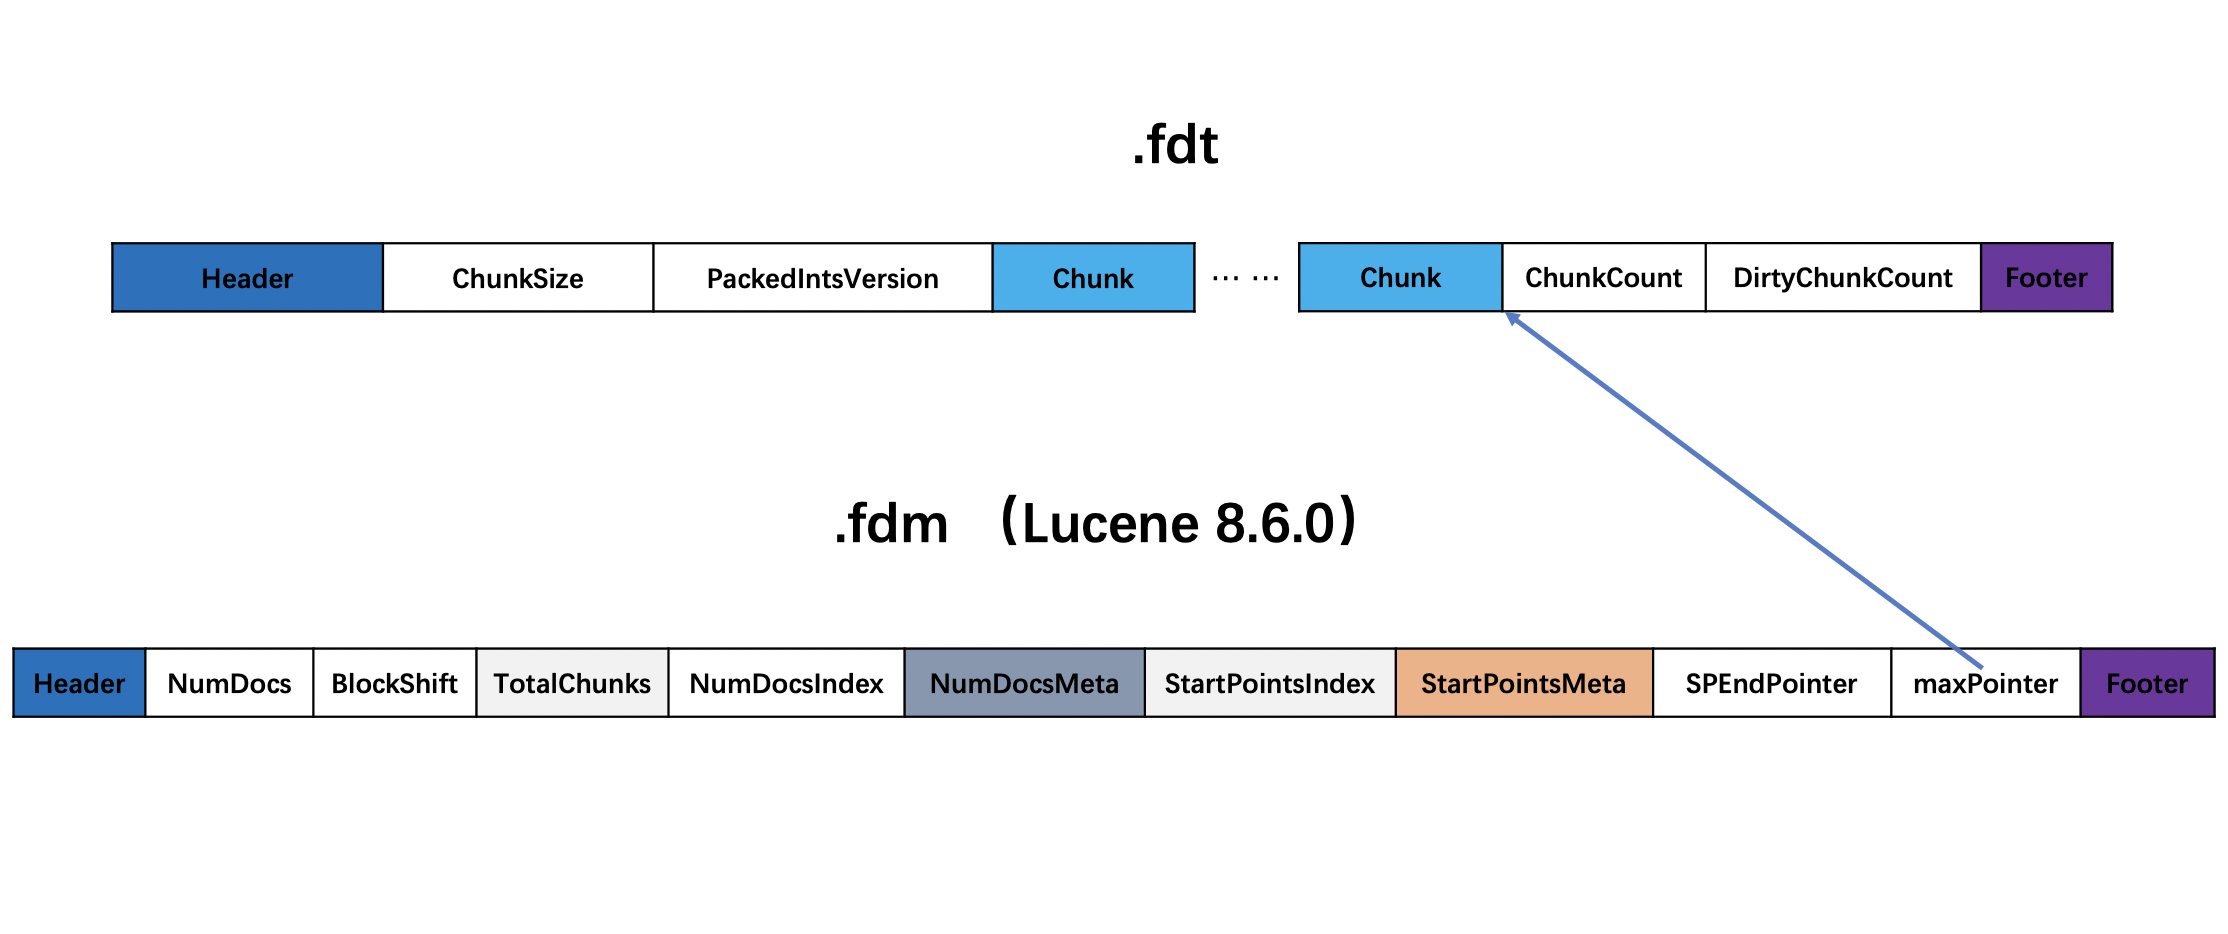 .fdt
Header ChunkSize PackedIntsVersion Chunk ... ... Chunk ChunkCount DirtyChunkCount Footer
.fdm （Lucene 8.6.0）
Header NumDocs BlockShift TotalChunks NumDocsIndex NumDocsMeta StartPointsIndex StartPointsMeta SPEndPointer maxPointer Footer